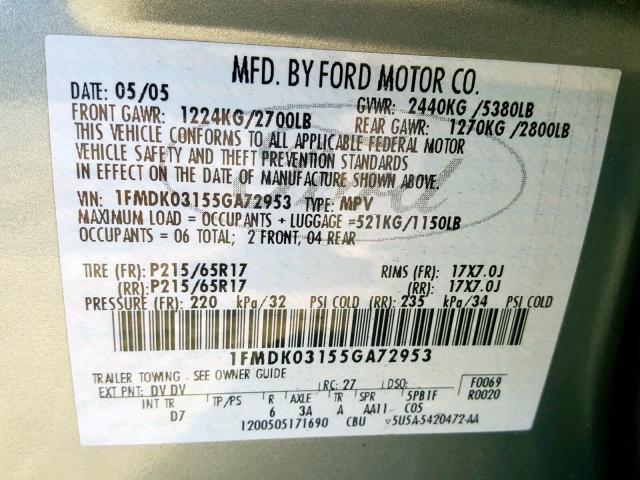 MFD. BY FORD MOTOR CO.
DATE: 05/05 GVWR: 2440KG /5380LB
FRONT GAWR: 1224KG/2700LB REAR GAWR: 1270KG /2800LB
THIS VEHICLE CONFORMS TO ALL APPLICABLE FEDERAL MOTOR
VEHICLE SAFETY AND THEFT PREVENTION STANDARDS
IN EFFECT ON THE DATE OF MANUFACTURE SHOWN ABOVE.
Ford
VIN: 1FMDK03155GA72953 TYPE: MPV
MAXIMUM LOAD = OCCUPANTS + LUGGAGE =521KG/1150LB
OCCUPANTS = 06 TOTAL; 2 FRONT, 04 REAR
TIRE (FR): P215/65R17 RIMS (FR): 17X7.0J
(RR): P215/65R17 (RR): 17X7.0J
PRESSURE (FR): 220 kPa/32 PSI COLD (RR): 235 kPa/34 PSI COLD
1FMDK03155GA72953
TRAILER TOWING - SEE OWNER GUIDE
EXT PNT: DV DV RC: 27 DSO: F0069
INT TR TP/PS R AXLE TR SPR 5PB1F R0020
D7 6 3A A AA11 C05
1200505171690 CBU v5U5A-5420472-AA